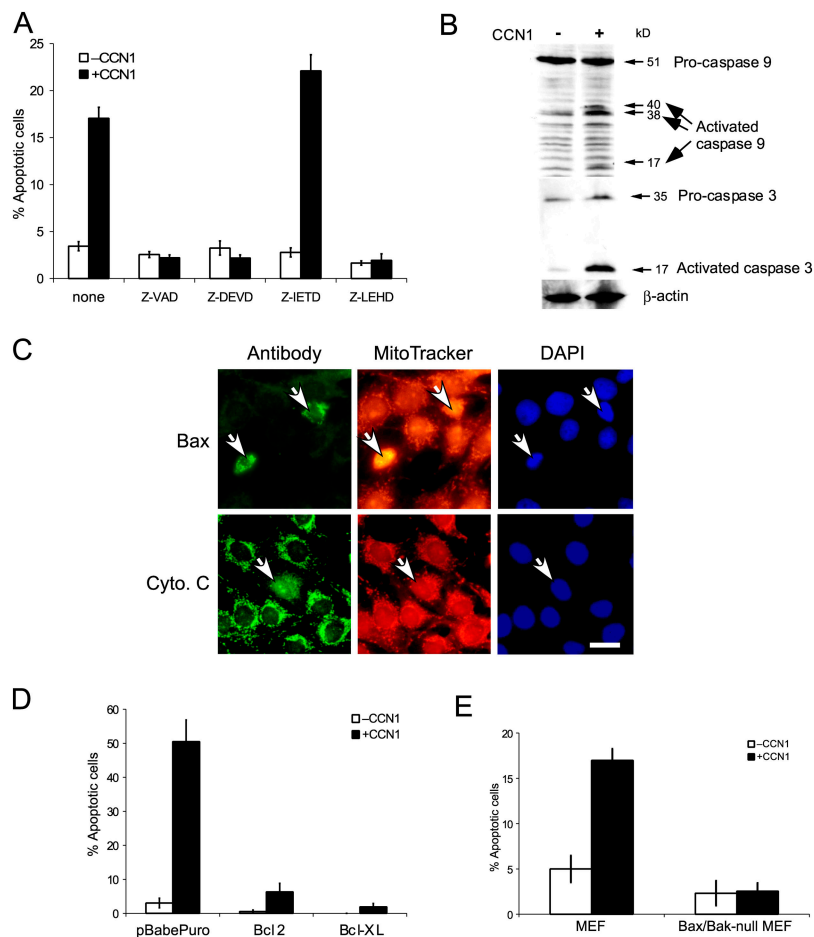 A
–CCN1
+CCN1
% Apoptotic cells
25
20
15
10
5
0
none Z-VAD Z-DEVD Z-IETD Z-LEHD
B
CCN1 - + kD
51 Pro-caspase 9
40
38
Activated
caspase 9
17
35 Pro-caspase 3
17 Activated caspase 3
β-actin
C
Antibody MitoTracker DAPI
Bax
Cyto. C
D
–CCN1
+CCN1
% Apoptotic cells
60
50
40
30
20
10
0
pBabePuro Bcl2 Bcl-XL
E
–CCN1
+CCN1
% Apoptotic cells
20
15
10
5
0
MEF Bax/Bak-null MEF